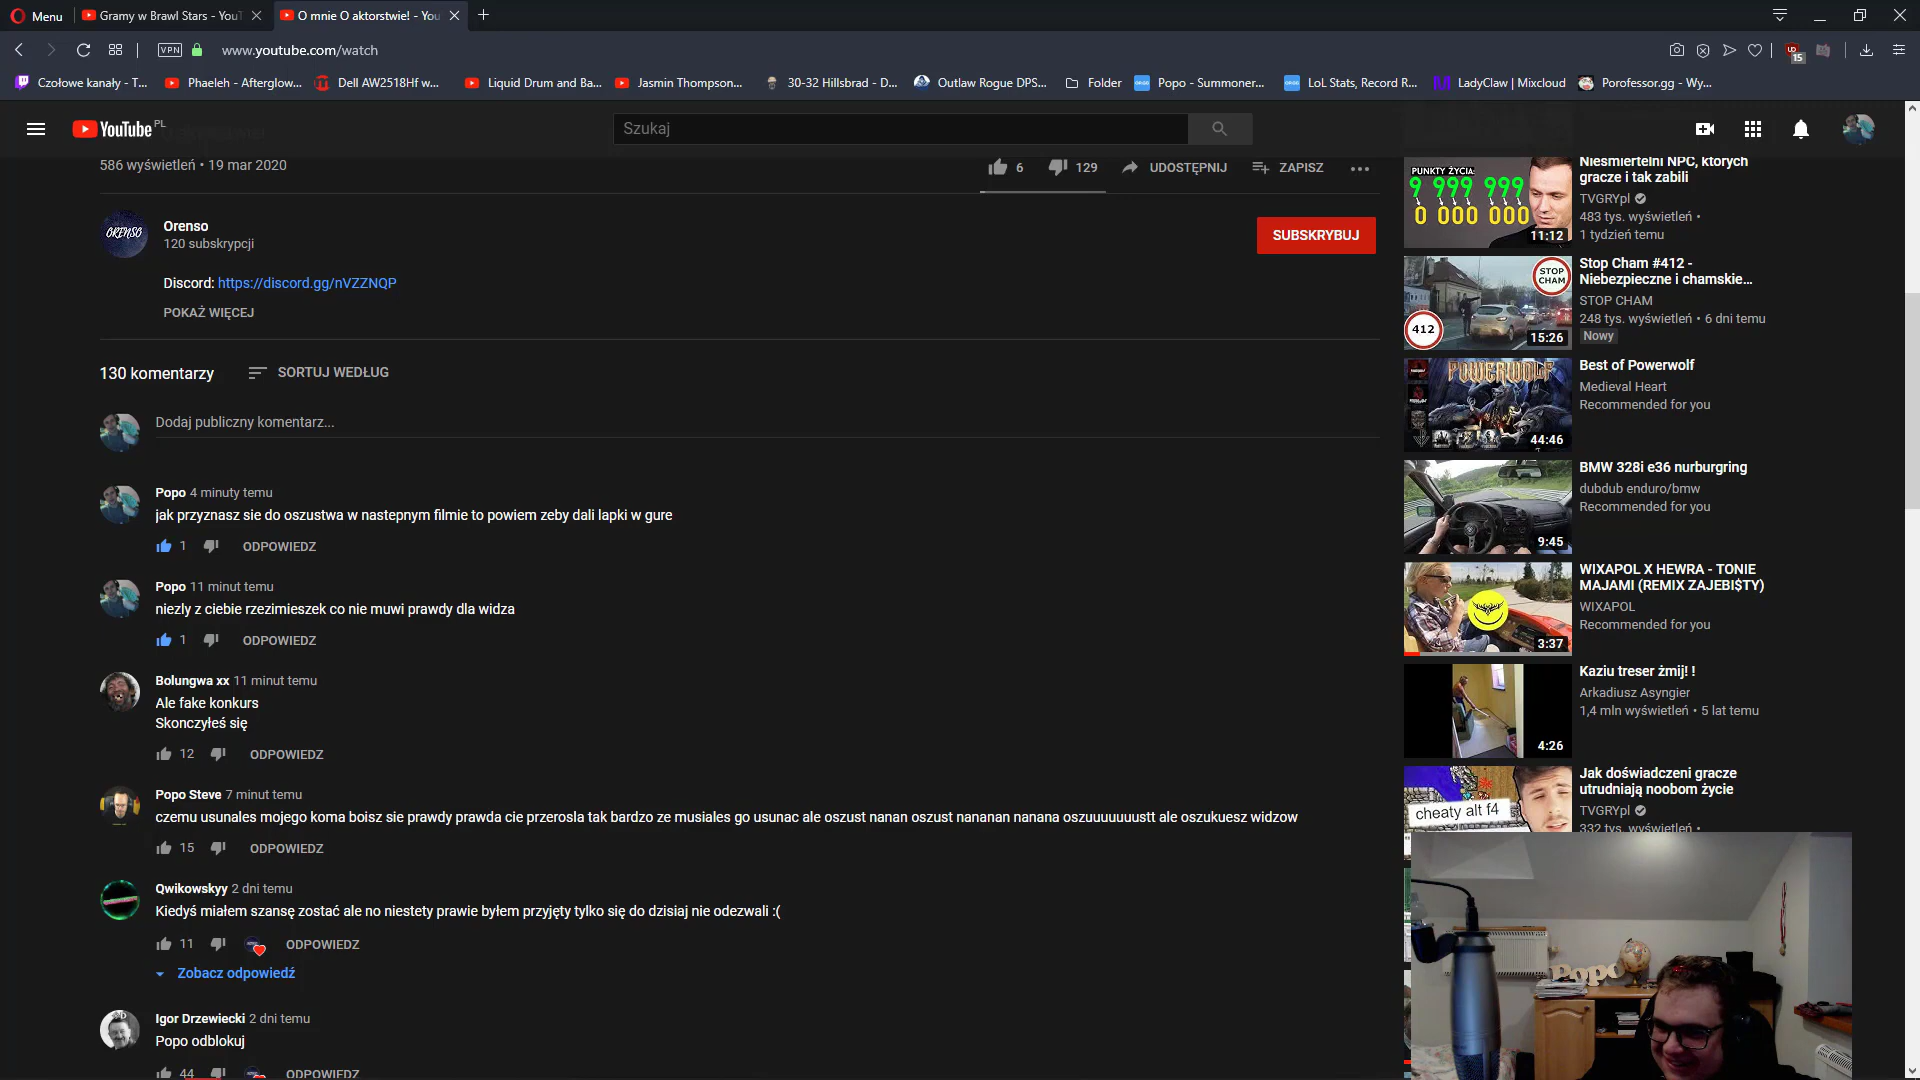 Menu
Gramy w Brawl Stars - YouT
O mnie O aktorstwie! - You
VPN
www.youtube.com/watch
15
Czołowe kanały - T...
Phaeleh - Afterglow...
Dell AW2518Hf w...
Liquid Drum and Ba...
Jasmin Thompson...
30-32 Hillsbrad - D...
Outlaw Rogue DPS...
Folder
Popo - Summoner...
LoL Stats, Record R...
LadyClaw | Mixcloud
Porofessor.gg - Wy...
YouTube PL
Szukaj
586 wyświetleń • 19 mar 2020
6
129
UDOSTĘPNIJ
ZAPISZ
Orenso
120 subskrypcji
SUBSKRYBUJ
Discord: https://discord.gg/nVZZNQP
POKAŻ WIĘCEJ
130 komentarzy
SORTUJ WEDŁUG
Dodaj publiczny komentarz...
Popo 4 minuty temu
jak przyznasz sie do oszustwa w nastepnym filmie to powiem zeby dali lapki w gure
1
ODPOWIEDZ
Popo 11 minut temu
niezly z ciebie rzezimieszek co nie muwi prawdy dla widza
1
ODPOWIEDZ
Bolungwa xx 11 minut temu
Ale fake konkurs
Skonczyłeś się
12
ODPOWIEDZ
Popo Steve 7 minut temu
czemu usunales mojego koma boisz sie prawdy prawda cie przerosla tak bardzo ze musiales go usunac ale oszust nanan oszust nananan nanana oszuuuuuuustt ale oszukuesz widzow
15
ODPOWIEDZ
Qwikowskyy 2 dni temu
Kiedyś miałem szansę zostać ale no niestety prawie byłem przyjęty tylko się do dzisiaj nie odezwali :(
11
ODPOWIEDZ
Zobacz odpowiedź
Igor Drzewiecki 2 dni temu
Popo odblokuj
44
ODPOWIEDZ
PUNKTY ŻYCIA:
9 999 999
0 000 000
11:12
Nieśmiertelni NPC, których
gracze i tak zabili
TVGRYpl
483 tys. wyświetleń •
1 tydzień temu
STOP
CHAM
412
15:26
Stop Cham #412 -
Niebezpieczne i chamskie...
STOP CHAM
248 tys. wyświetleń • 6 dni temu
Nowy
POWERWOLF
44:46
Best of Powerwolf
Medieval Heart
Recommended for you
9:45
BMW 328i e36 nurburgring
dubdub enduro/bmw
Recommended for you
3:37
WIXAPOL X HEWRA - TONIE
MAJAMI (REMIX ZAJEBI$TY)
WIXAPOL
Recommended for you
4:26
Kaziu treser żmij! !
Arkadiusz Asyngier
1,4 mln wyświetleń • 5 lat temu
cheaty alt f4
Jak doświadczeni gracze
utrudniają noobom życie
TVGRYpl
332 tys. wyświetleń •
Popo